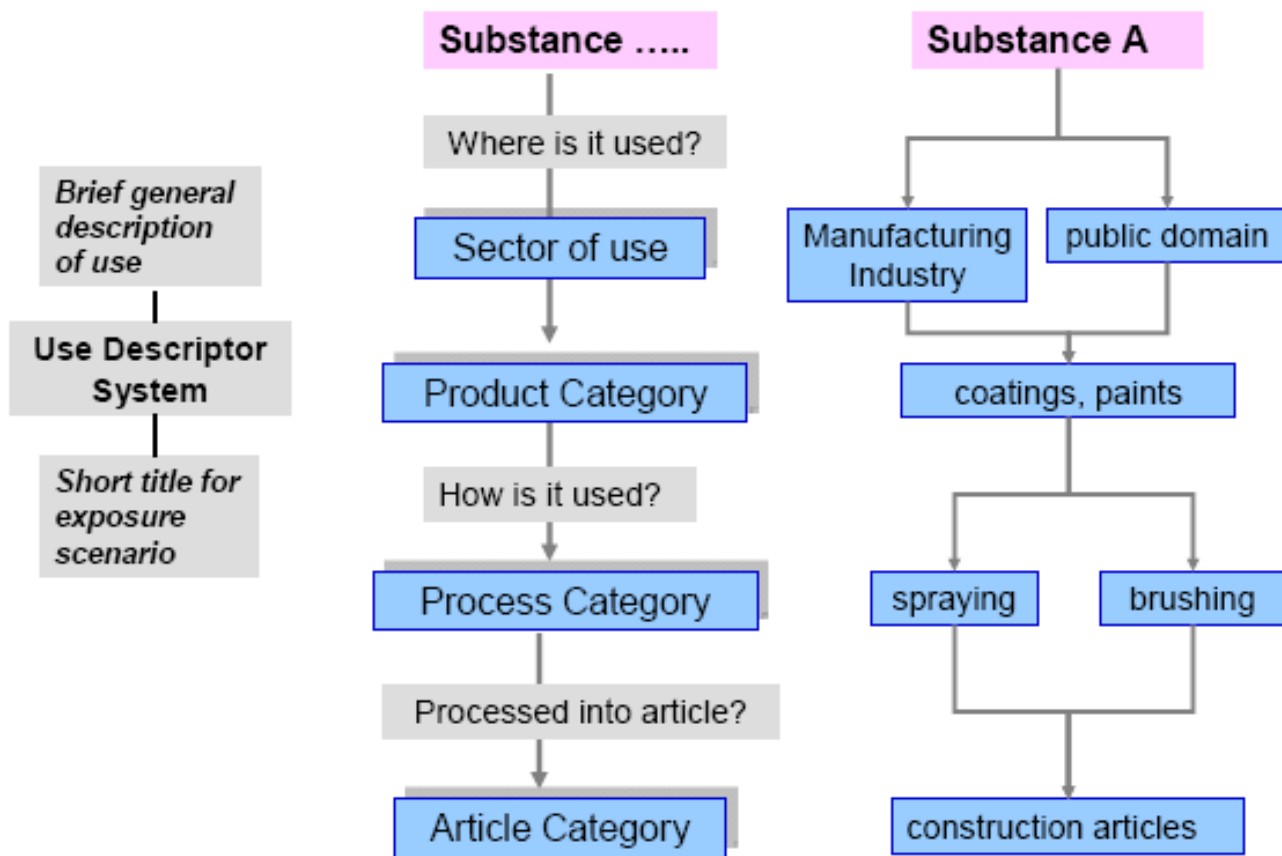 Brief general
description
of use
Use Descriptor
System
Short title for
exposure
scenario
Substance …..
Where is it used?
Sector of use
Product Category
How is it used?
Process Category
Processed into article?
Article Category
Substance A
Manufacturing
Industry
public domain
coatings, paints
spraying
brushing
construction articles